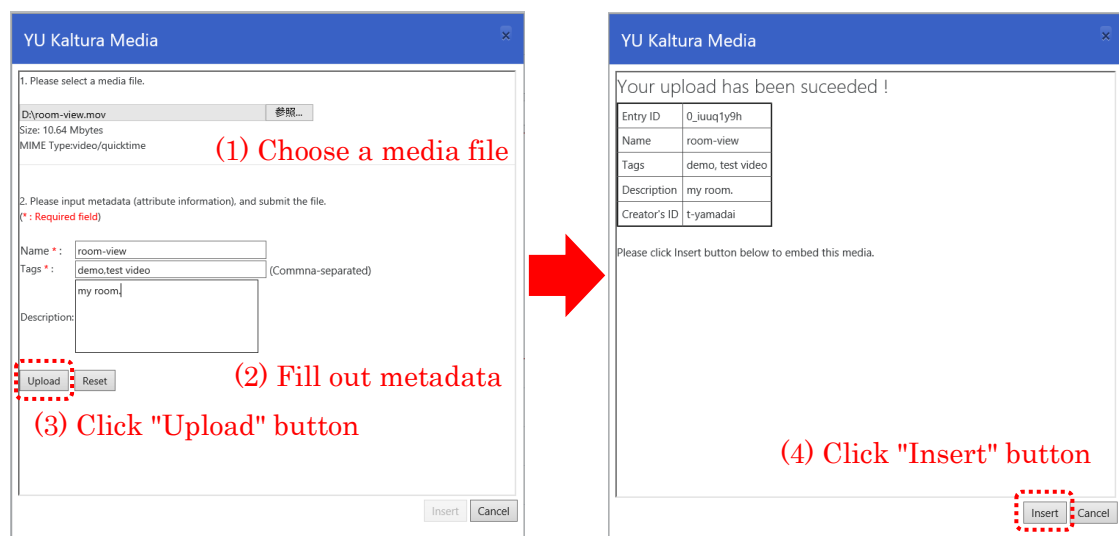 YU Kaltura Media
×
1. Please select a media file.
D:\room-view.mov 参照...
Size: 10.64 Mbytes
MIME Type:video/quicktime
(1) Choose a media file
2. Please input metadata (attribute information), and submit the file.
(* : Required field)
Name * : room-view
Tags * : demo,test video (Commna-separated)
Description: my room.
Upload Reset
(2) Fill out metadata
(3) Click "Upload" button
Insert Cancel
YU Kaltura Media
×
Your upload has been suceeded !
Entry ID 0_iuuq1y9h
Name room-view
Tags demo, test video
Description my room.
Creator's ID t-yamadai
Please click Insert button below to embed this media.
(4) Click "Insert" button
Insert Cancel